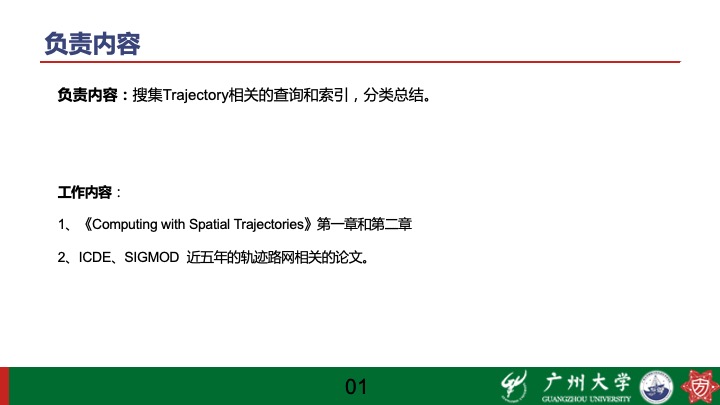 负责内容
负责内容：搜集Trajectory相关的查询和索引，分类总结。
工作内容：
1、《Computing with Spatial Trajectories》第一章和第二章
2、ICDE、SIGMOD 近五年的轨迹路网相关的论文。
01
广州大学
GUANGZHOU UNIVERSITY